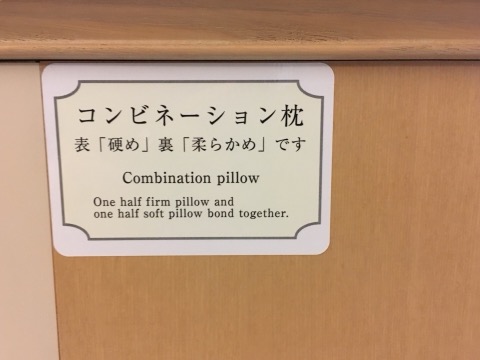 コンビネーション枕
表「硬め」裏「柔らかめ」です
Combination pillow
One half firm pillow and
one half soft pillow bond together.